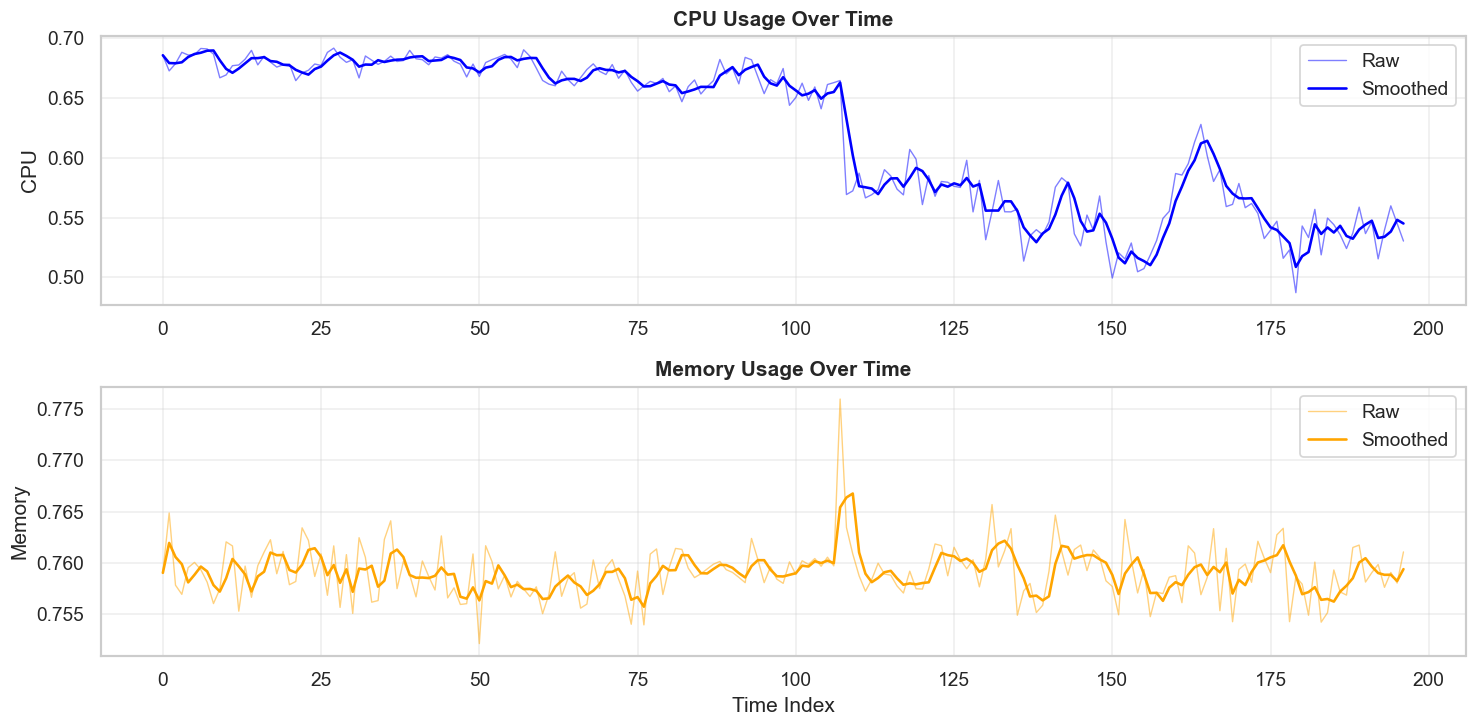 CPU Usage Over Time
0.70
0.65
0.60
0.55
0.50
CPU
Raw
Smoothed
0 25 50 75 100 125 150 175 200
Memory Usage Over Time
0.775
0.770
0.765
0.760
0.755
Memory
Raw
Smoothed
0 25 50 75 100 125 150 175 200
Time Index